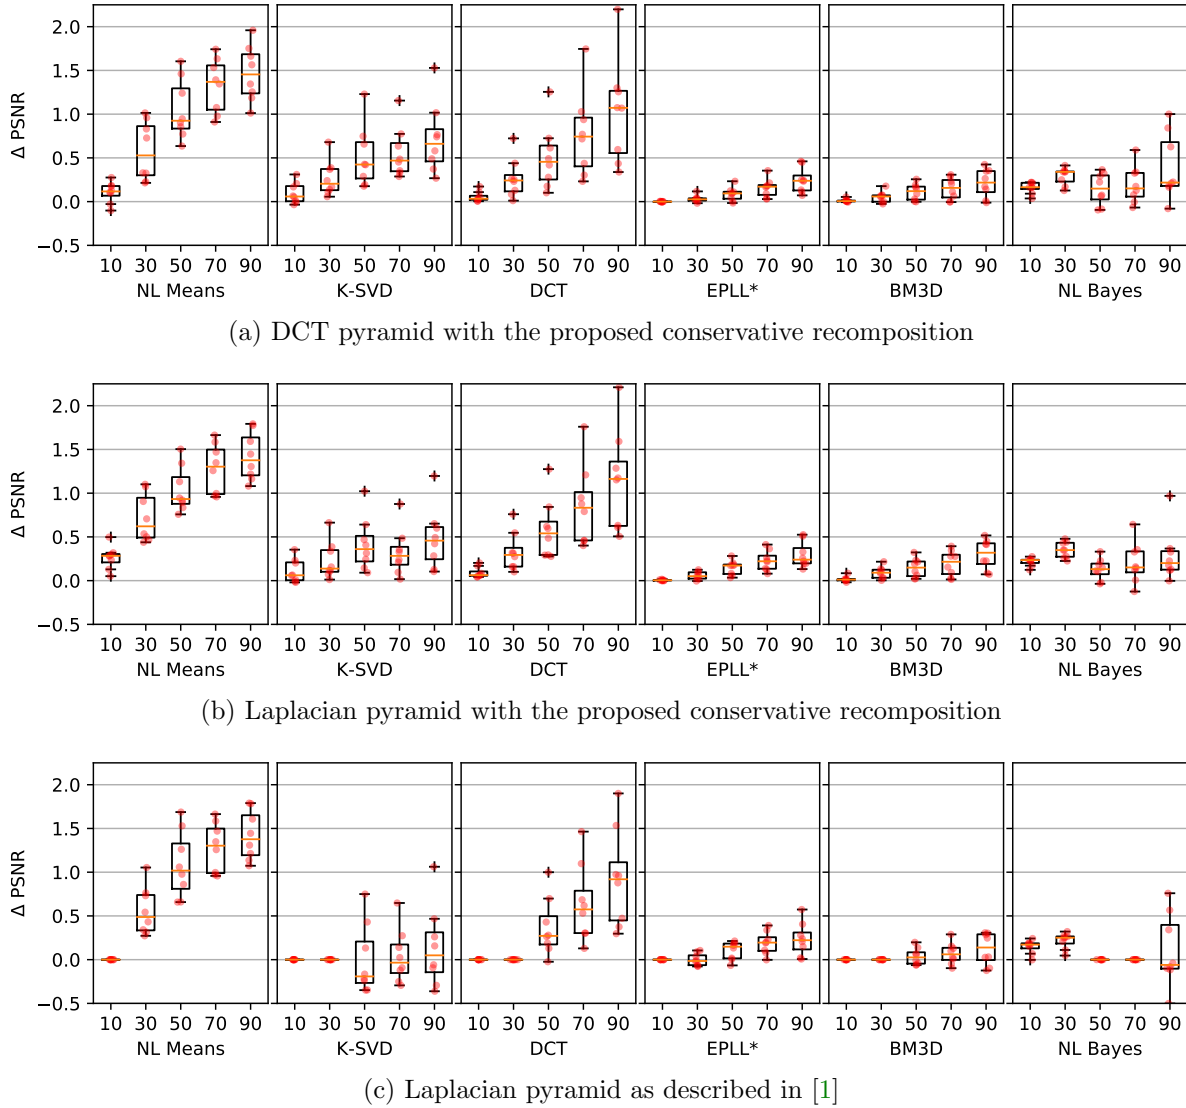 2.0
1.5
1.0
0.5
0.0
−0.5
Δ PSNR
10 30 50 70 90 10 30 50 70 90 10 30 50 70 90 10 30 50 70 90 10 30 50 70 90 10 30 50 70 90
NL Means K-SVD DCT EPLL* BM3D NL Bayes
(a) DCT pyramid with the proposed conservative recomposition
2.0
1.5
1.0
0.5
0.0
−0.5
Δ PSNR
10 30 50 70 90 10 30 50 70 90 10 30 50 70 90 10 30 50 70 90 10 30 50 70 90 10 30 50 70 90
NL Means K-SVD DCT EPLL* BM3D NL Bayes
(b) Laplacian pyramid with the proposed conservative recomposition
2.0
1.5
1.0
0.5
0.0
−0.5
Δ PSNR
10 30 50 70 90 10 30 50 70 90 10 30 50 70 90 10 30 50 70 90 10 30 50 70 90 10 30 50 70 90
NL Means K-SVD DCT EPLL* BM3D NL Bayes
(c) Laplacian pyramid as described in [1]